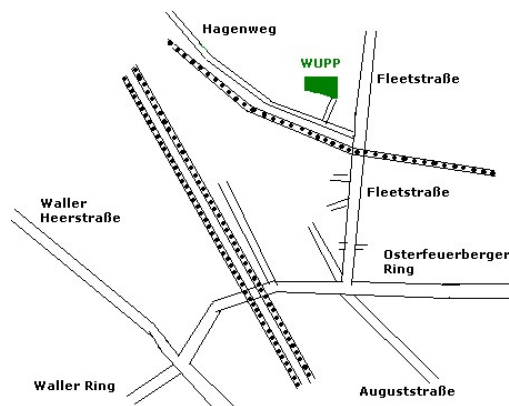 Hagenweg
WUPP
Fleetstraße
Fleetstraße
Waller
Heerstraße
Osterfeuerberger
Ring
Waller Ring
Auguststraße